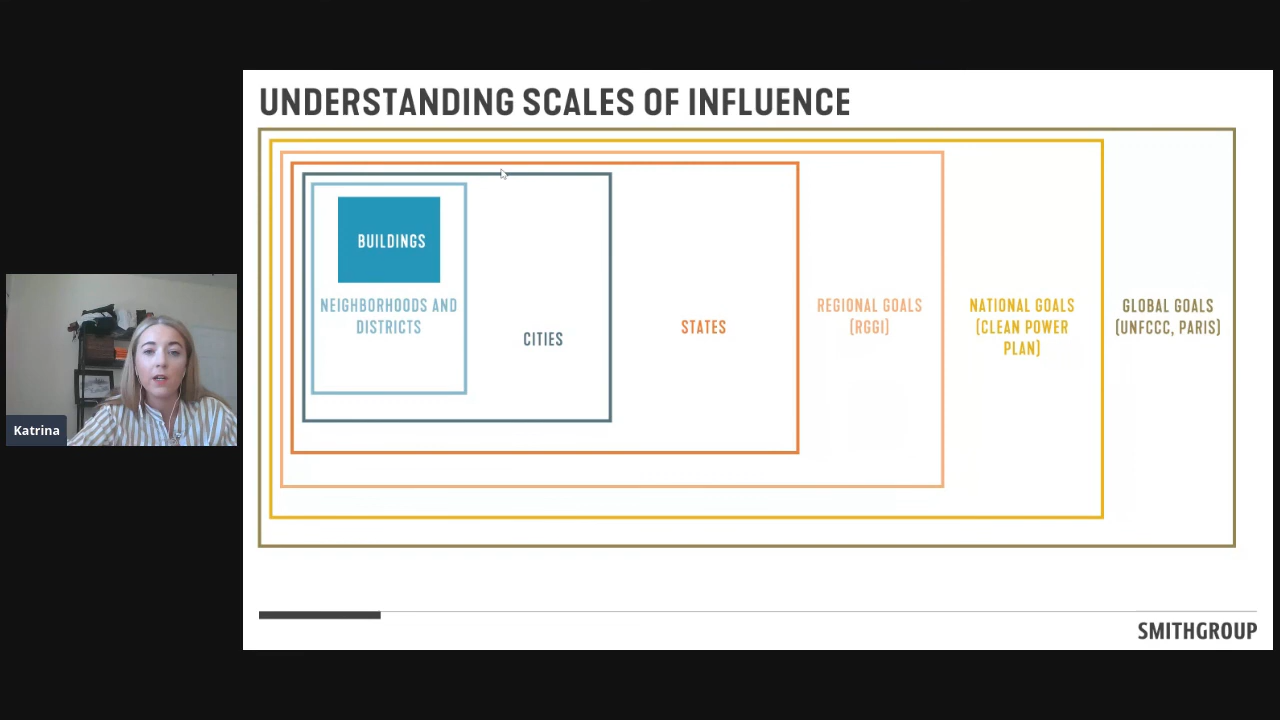 UNDERSTANDING SCALES OF INFLUENCE
BUILDINGS
NEIGHBORHOODS AND
DISTRICTS
CITIES
STATES
REGIONAL GOALS
(RGGI)
NATIONAL GOALS
(CLEAN POWER
PLAN)
GLOBAL GOALS
(UNFCCC, PARIS)
Katrina
SMITHGROUP